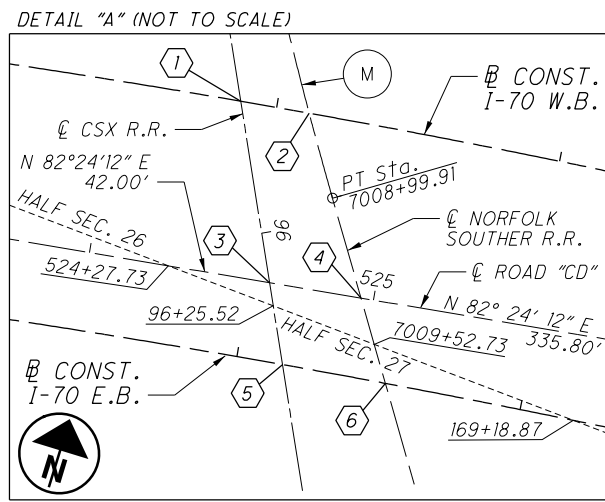 DETAIL "A" (NOT TO SCALE)
1
M
℄ CONST.
I-70 W.B.
℄ CSX R.R.
2
N 82°24'12" E
42.00'
PT Sta.
7008+99.91
HALF SEC. 26
96
3
4
℄ NORFOLK
SOUTHER R.R.
525
℄ ROAD "CD"
524+27.73
N 82° 24' 12" E
335.80'
96+25.52
HALF SEC. 27
7009+52.73
℄ CONST.
I-70 E.B.
5
6
169+18.87
N